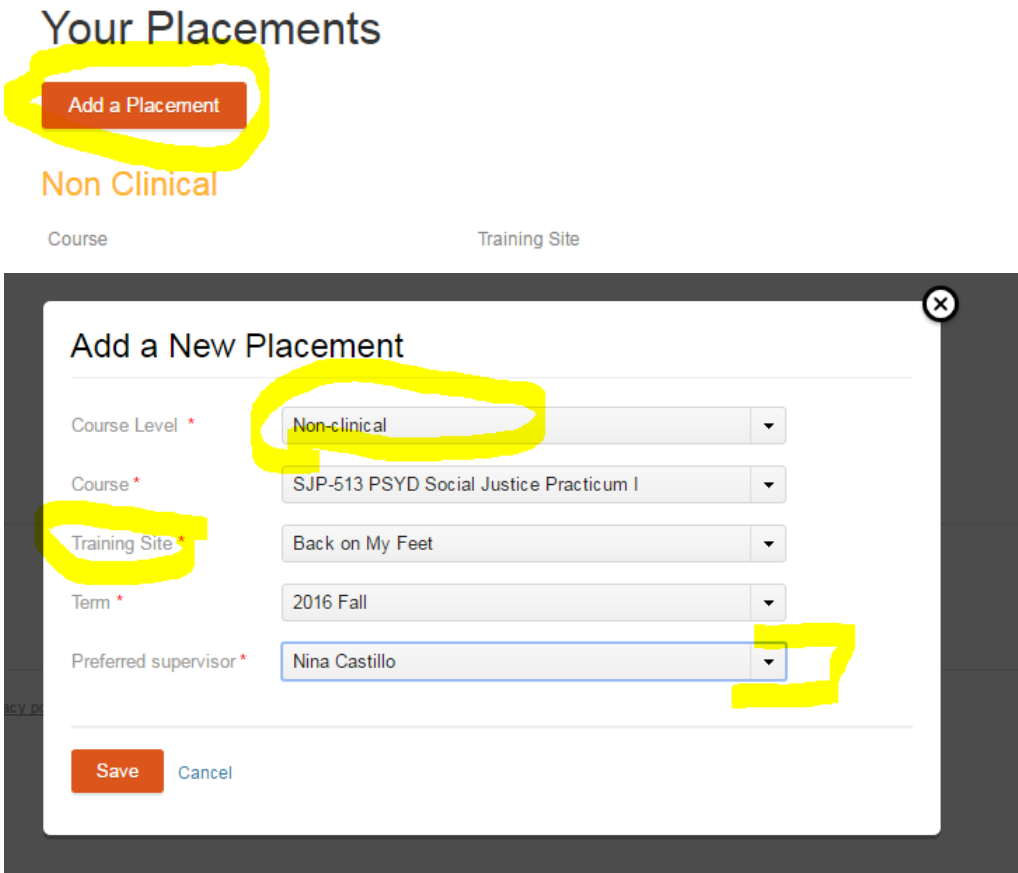 Your Placements
Add a Placement
Non Clinical
Course Training Site
Add a New Placement
Course Level * Non-clinical
Course * SJP-513 PSYD Social Justice Practicum I
Training Site * Back on My Feet
Term * 2016 Fall
Preferred supervisor * Nina Castillo
Save Cancel